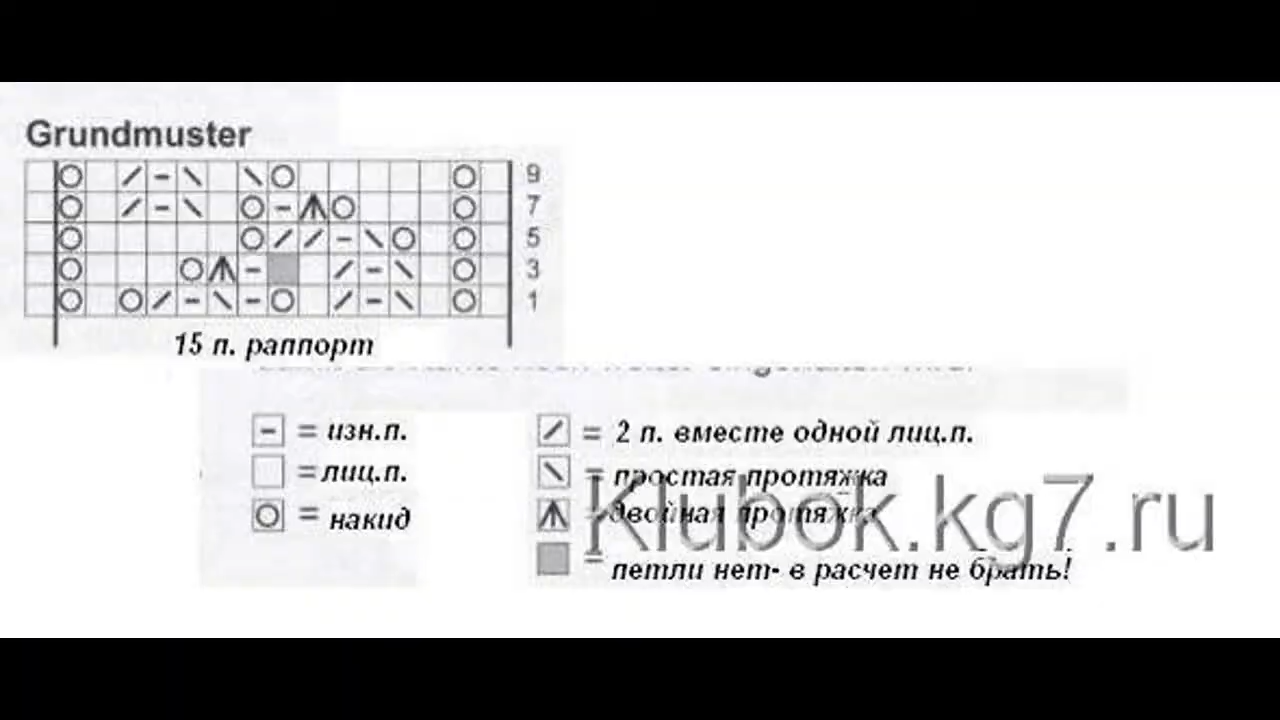 Grundmuster
9
7
5
3
1
15 п. раппорт
= изн.п.
= лиц.п.
= накид
= 2 п. вместе одной лиц.п.
= простая протяжка
= двойная протяжка
= петли нет- в расчет не брать!
Klubok.kg7.ru